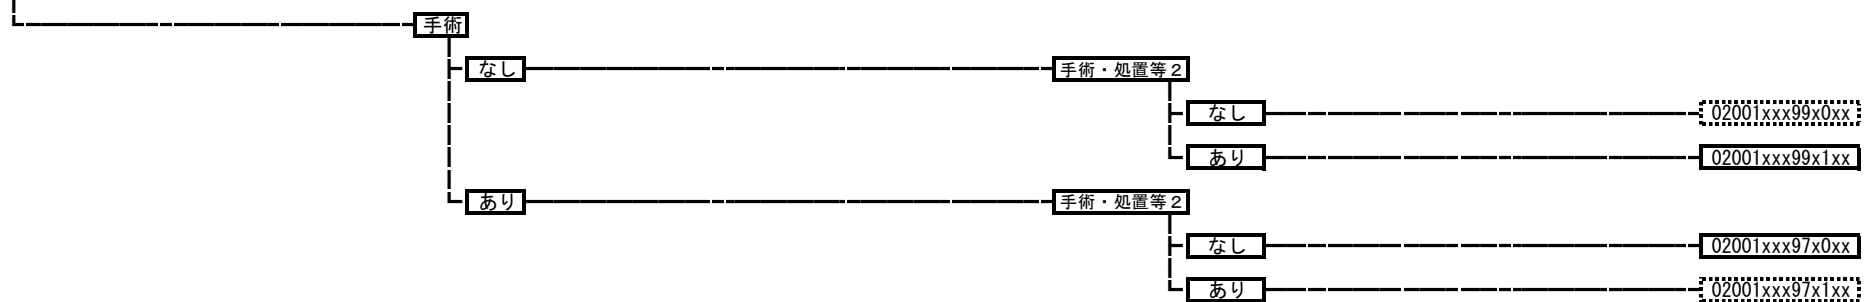 手術
なし 手術・処置等２
なし 02001xxx99x0xx
あり 02001xxx99x1xx
あり 手術・処置等２
なし 02001xxx97x0xx
あり 02001xxx97x1xx